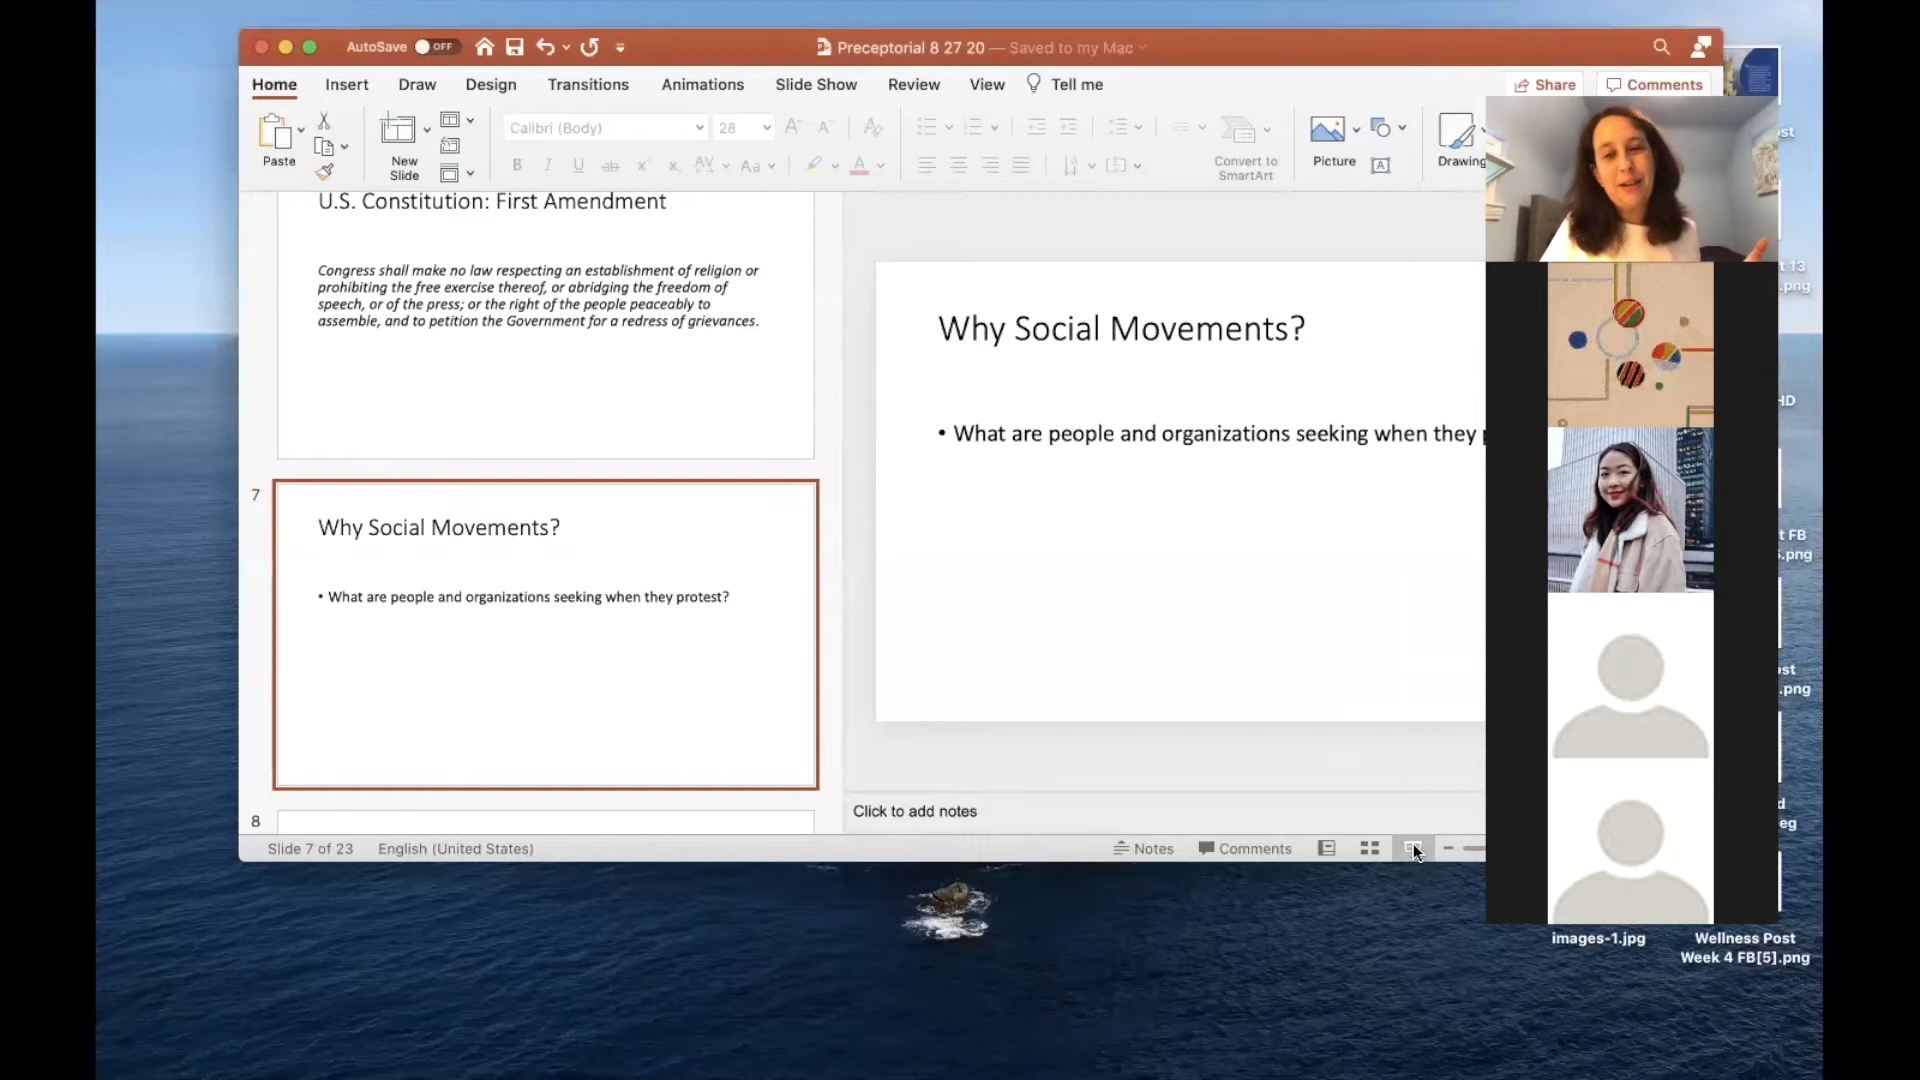 AutoSave OFF
Preceptorial 8 27 20 — Saved to my Mac
Home Insert Draw Design Transitions Animations Slide Show Review View Tell me
Share Comments
Calibri (Body) 28
Paste
New
Slide
Convert to
SmartArt
Picture
Drawing
U.S. Constitution: First Amendment
Congress shall make no law respecting an establishment of religion or
prohibiting the free exercise thereof, or abridging the freedom of
speech, or of the press; or the right of the people peaceably to
assemble, and to petition the Government for a redress of grievances.
7
Why Social Movements?
• What are people and organizations seeking when they protest?
8
Why Social Movements?
• What are people and organizations seeking when they
Click to add notes
Slide 7 of 23 English (United States)
Notes Comments
13
.png
HD
FB
.png
.png
images-1.jpg
Wellness Post
Week 4 FB[5].png